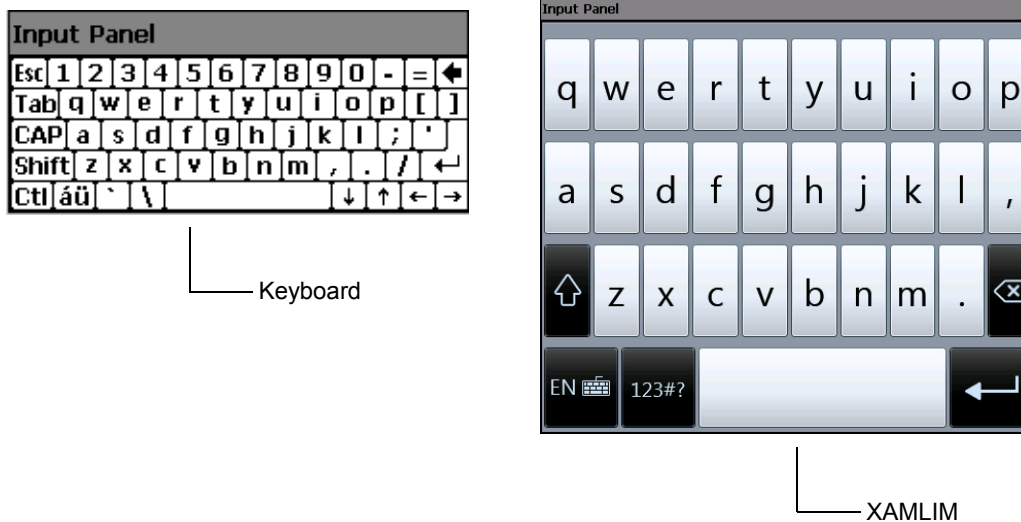 Input Panel
Esc 1 2 3 4 5 6 7 8 9 0 - =
Tab q w e r t y u i o p [ ]
CAP a s d f g h j k l ; '
Shift z x c v b n m , . /
Ctl áü ` \
Keyboard
Input Panel
q w e r t y u i o p
a s d f g h j k l ,
z x c v b n m .
EN 123#?
XAMLIM